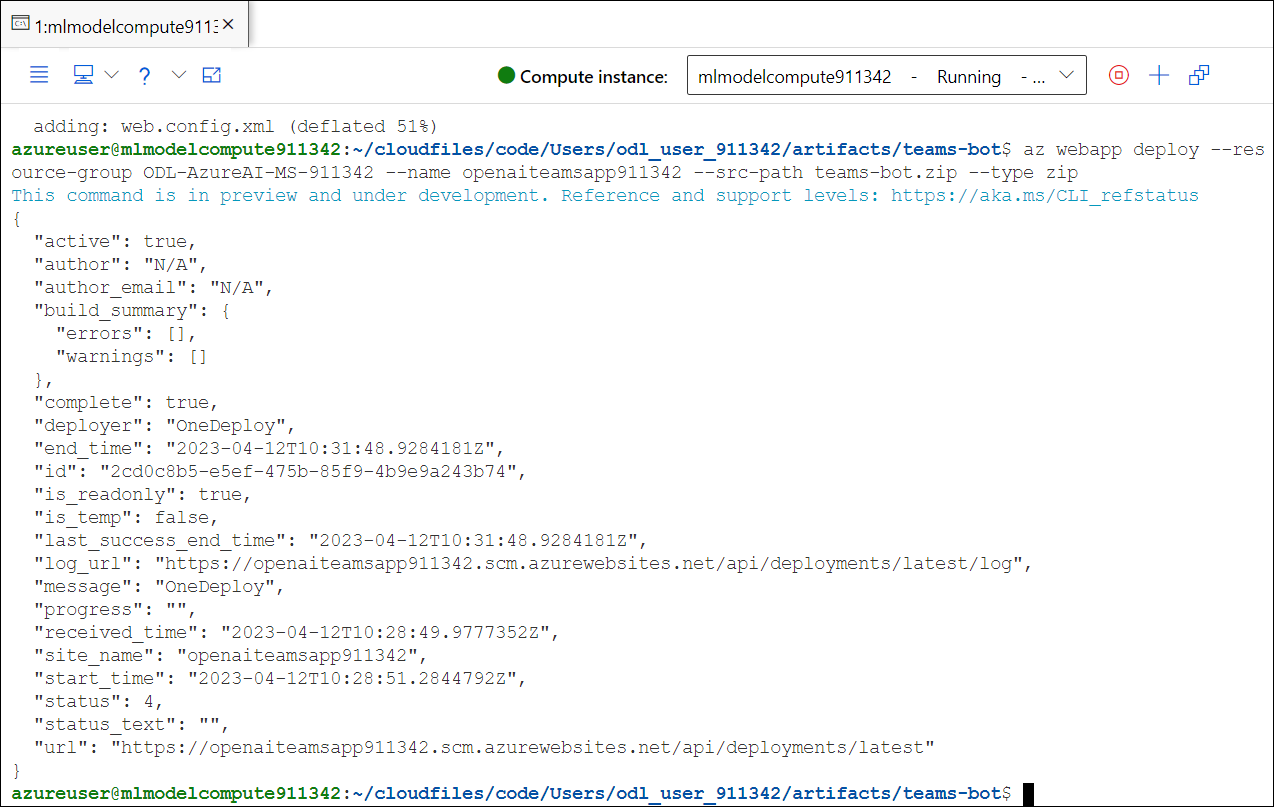 1:mlmodelcompute9113
Compute instance: mlmodelcompute911342 - Running - ...
adding: web.config.xml (deflated 51%)
azureuser@mlmodelcompute911342:~/cloudfiles/code/Users/odl_user_911342/artifacts/teams-bot$ az webapp deploy --res
ource-group ODL-AzureAI-MS-911342 --name openaiteamsapp911342 --src-path teams-bot.zip --type zip
This command is in preview and under development. Reference and support levels: https://aka.ms/CLI_refstatus
{
  "active": true,
  "author": "N/A",
  "author_email": "N/A",
  "build_summary": {
    "errors": [],
    "warnings": []
  },
  "complete": true,
  "deployer": "OneDeploy",
  "end_time": "2023-04-12T10:31:48.9284181Z",
  "id": "2cd0c8b5-e5ef-475b-85f9-4b9e9a243b74",
  "is_readonly": true,
  "is_temp": false,
  "last_success_end_time": "2023-04-12T10:31:48.9284181Z",
  "log_url": "https://openaiteamsapp911342.scm.azurewebsites.net/api/deployments/latest/log",
  "message": "OneDeploy",
  "progress": "",
  "received_time": "2023-04-12T10:28:49.9777352Z",
  "site_name": "openaiteamsapp911342",
  "start_time": "2023-04-12T10:28:51.2844792Z",
  "status": 4,
  "status_text": "",
  "url": "https://openaiteamsapp911342.scm.azurewebsites.net/api/deployments/latest"
}
azureuser@mlmodelcompute911342:~/cloudfiles/code/Users/odl_user_911342/artifacts/teams-bot$